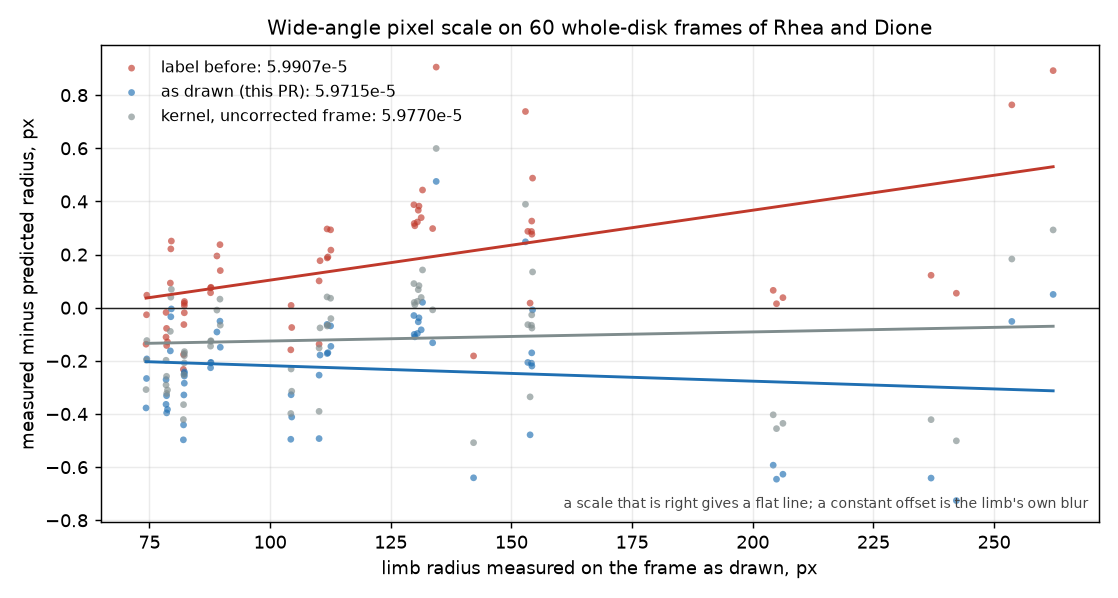 Wide-angle pixel scale on 60 whole-disk frames of Rhea and Dione
label before: 5.9907e-5
as drawn (this PR): 5.9715e-5
kernel, uncorrected frame: 5.9770e-5
measured minus predicted radius, px
0.8
0.6
0.4
0.2
0.0
−0.2
−0.4
−0.6
−0.8
a scale that is right gives a flat line; a constant offset is the limb's own blur
75 100 125 150 175 200 225 250
limb radius measured on the frame as drawn, px